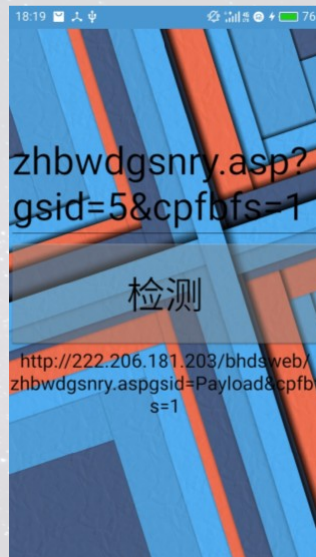 18:19
76
zhbwdgsnry.asp?
gsid=5&cpfbfs=1
检测
http://222.206.181.203/bhdsweb/
zhbwdgsnry.aspgsid=Payload&cpfbf
s=1